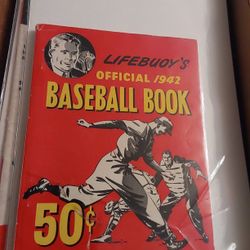 LIFEBUOY'S
OFFICIAL 1942
BASEBALL BOOK
50¢